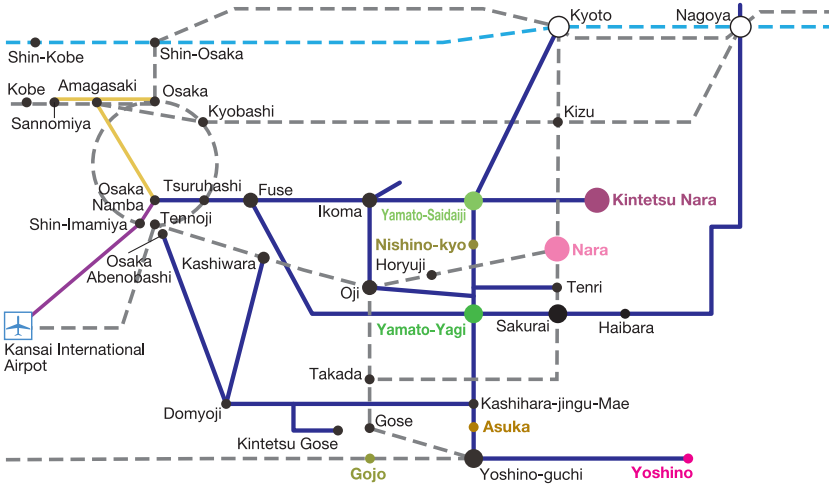 Kyoto
Nagoya
Shin-Kobe
Shin-Osaka
Kobe
Amagasaki
Osaka
Sannomiya
Kyobashi
Kizu
Osaka
Namba
Tsuruhashi
Fuse
Ikoma
Yamato-Saidaiji
Kintetsu Nara
Shin-Imamiya
Tennoji
Osaka
Abenobashi
Kashiwara
Nishino-kyo
Horyuji
Nara
Oji
Tenri
Kansai International
Airpot
Yamato-Yagi
Sakurai
Haibara
Takada
Domyoji
Kashihara-jingu-Mae
Kintetsu Gose
Gose
Asuka
Gojo
Yoshino-guchi
Yoshino